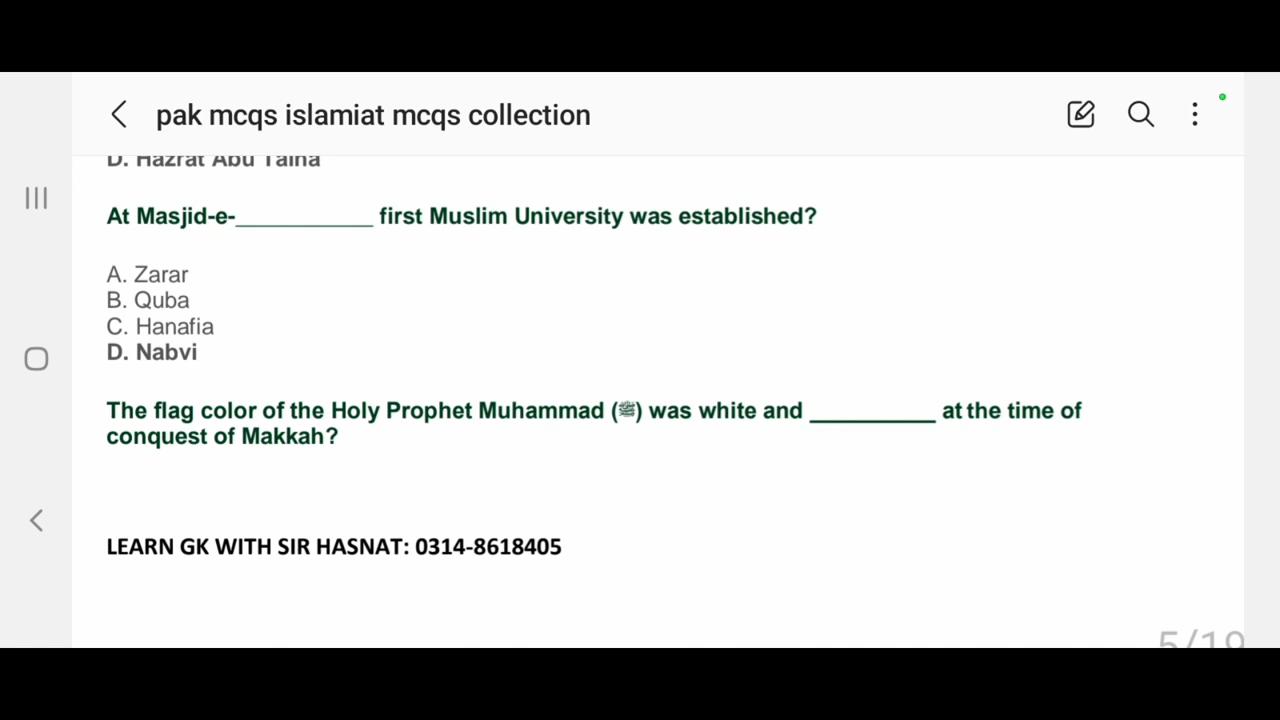 pak mcqs islamiat mcqs collection
D. Hazrat Abu Talha
At Masjid-e-___________ first Muslim University was established?
A. Zarar
B. Quba
C. Hanafia
D. Nabvi
The flag color of the Holy Prophet Muhammad (ﷺ) was white and __________ at the time of
conquest of Makkah?
LEARN GK WITH SIR HASNAT: 0314-8618405
5/19